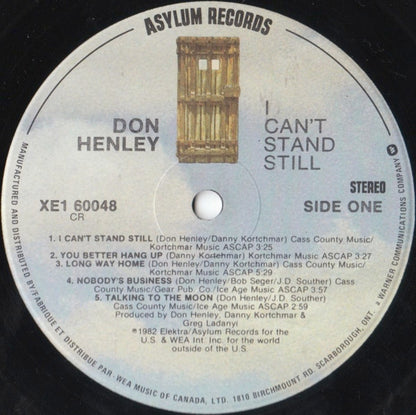 ASYLUM RECORDS
DON
HENLEY
I
CAN'T
STAND
STILL
XE1 60048
CR
STEREO
SIDE ONE
1. I CAN'T STAND STILL (Don Henley/Danny Kortchmar) Cass County Music/
Kortchmar Music ASCAP 3:25
2. YOU BETTER HANG UP (Danny Kortchmar) Kortchmar Music ASCAP 3:27
3. LONG WAY HOME (Don Henley/Danny Kortchmar) Cass County Music/
Kortchmar Music ASCAP 5:29
4. NOBODY'S BUSINESS (Don Henley/Bob Seger/J.D. Souther) Cass
County Music/Gear Pub. Co/ Ice Age Music ASCAP 3:57
5. TALKING TO THE MOON (Don Henley/J.D. Souther)
Cass County Music/Ice Age Music ASCAP 2:59
Produced by Don Henley, Danny Kortchmar &
Greg Ladanyi
℗1982 Elektra/Asylum Records for the
U.S. & WEA Int. Inc. for the world
outside of the U.S.
MANUFACTURED AND DISTRIBUTED BY/FABRIQUE ET DISTRIBUE PAR-WEA MUSIC OF CANADA, LTD. 1810 BIRCHMOUNT RD. SCARBOROUGH, ONT. • A WARNER COMMUNICATIONS COMPANY